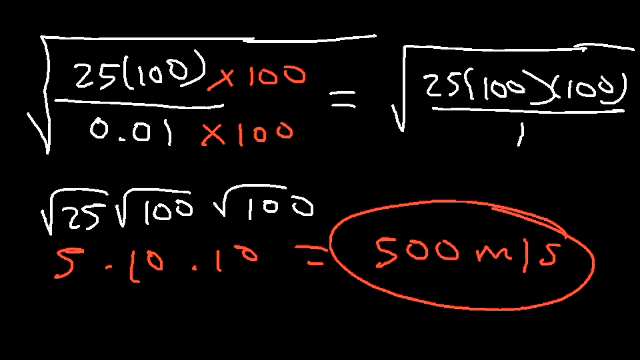 √(25(100) × 100 / 0.01 × 100) = √(25(100)(100) / 1)
√25 √100 √100
5 · 10 · 10 = 500 m/s